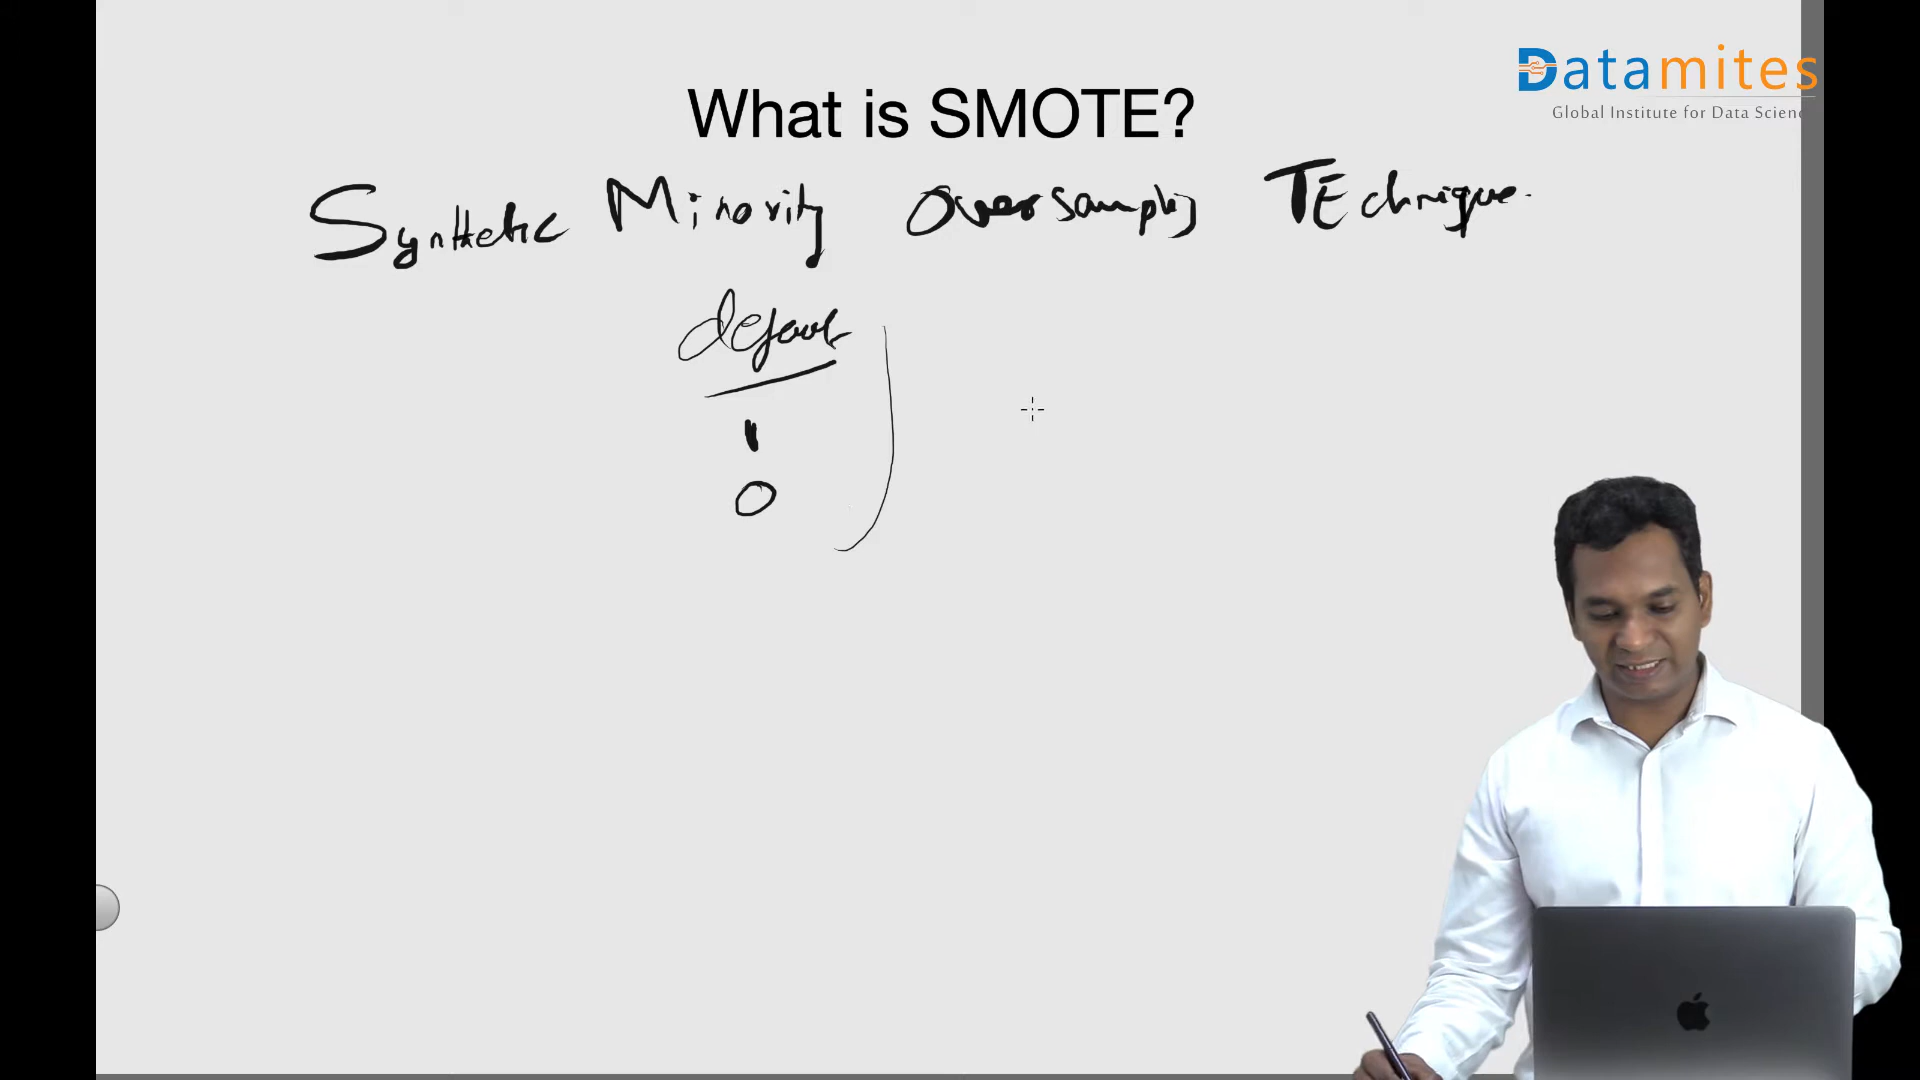 Datamites
Global Institute for Data Scienc
What is SMOTE?
Synthetic Minority Oversampling TEchnique.
default
1
0